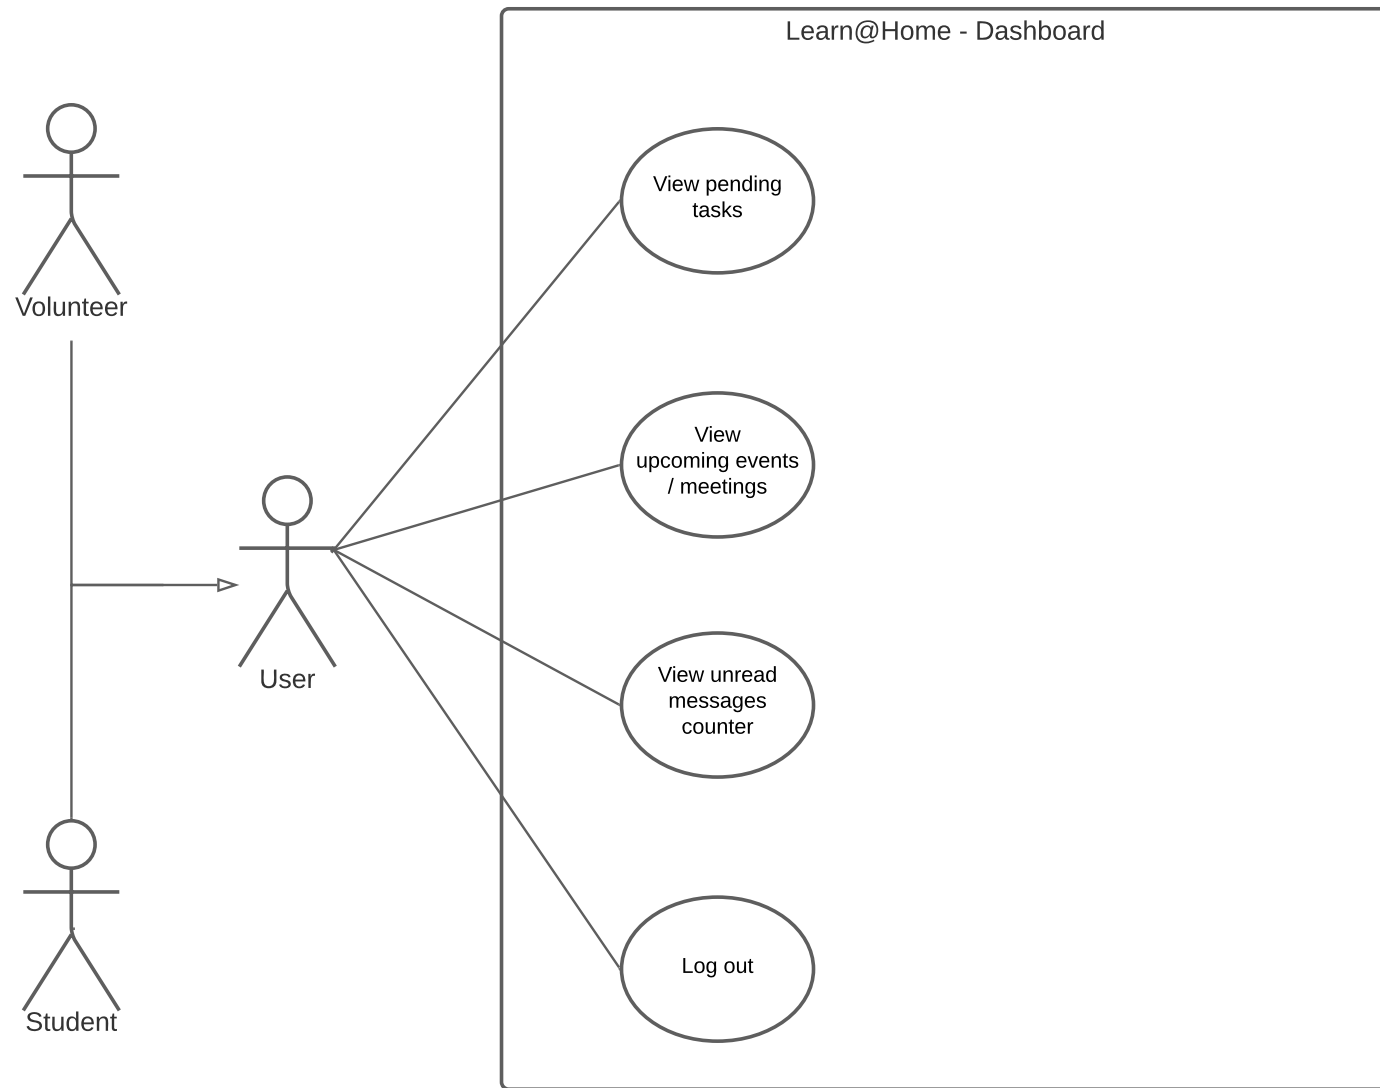 Learn@Home - Dashboard
View pending
tasks
Volunteer
View
upcoming events
/ meetings
User
View unread
messages
counter
Log out
Student